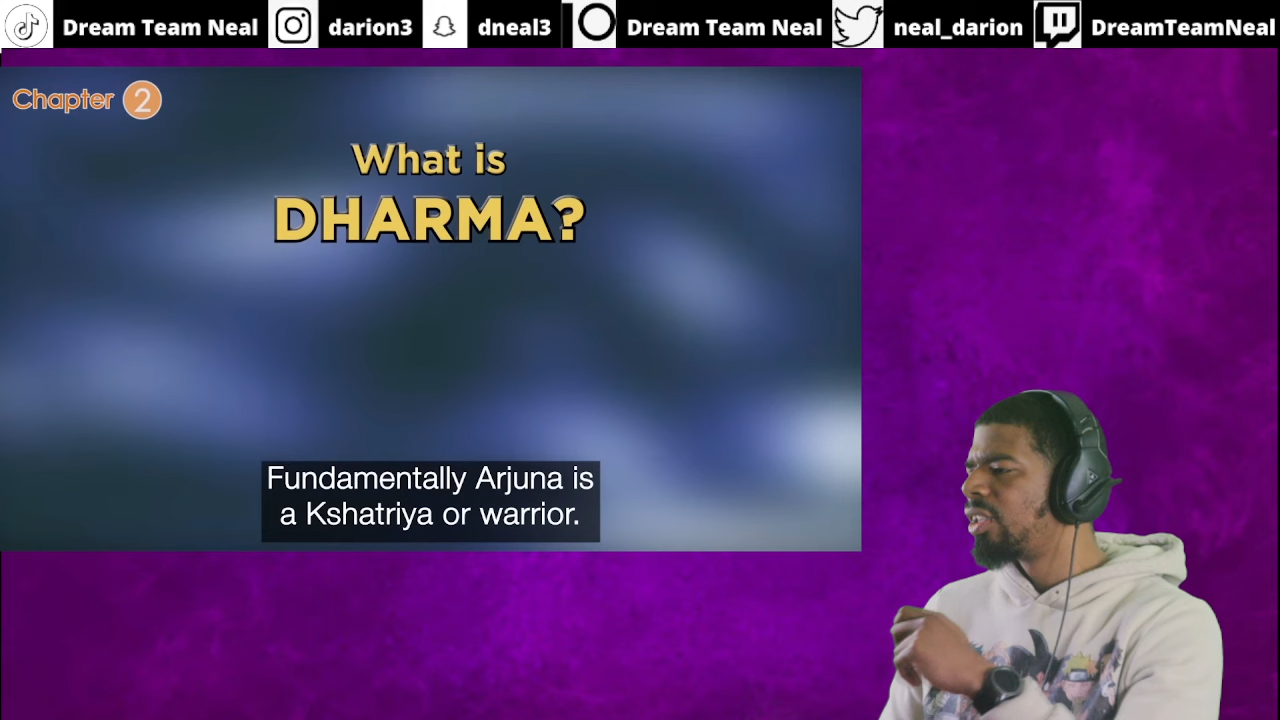 Dream Team Neal darion3 dneal3 Dream Team Neal neal_darion DreamTeamNeal
Chapter 2
What is
DHARMA?
Fundamentally Arjuna is
a Kshatriya or warrior.